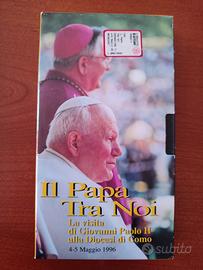 Il Papa
Tra Noi
La visita
di Giovanni Paolo II
alla Diocesi di Como
4-5 Maggio 1996
subito